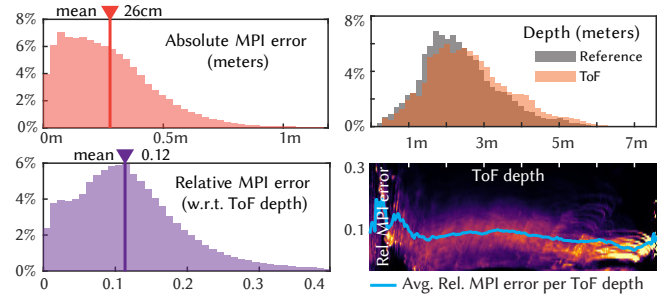 mean 26cm
8%
6%
4%
2%
0%
Absolute MPI error
(meters)
0m 0.5m 1m
8%
4%
0%
Depth (meters)
Reference
ToF
1m 3m 5m 7m
mean 0.12
6%
4%
2%
0%
Relative MPI error
(w.r.t. ToF depth)
0 0.1 0.2 0.3 0.4
0.3
0.1
Rel. MPI error
ToF depth
Avg. Rel. MPI error per ToF depth